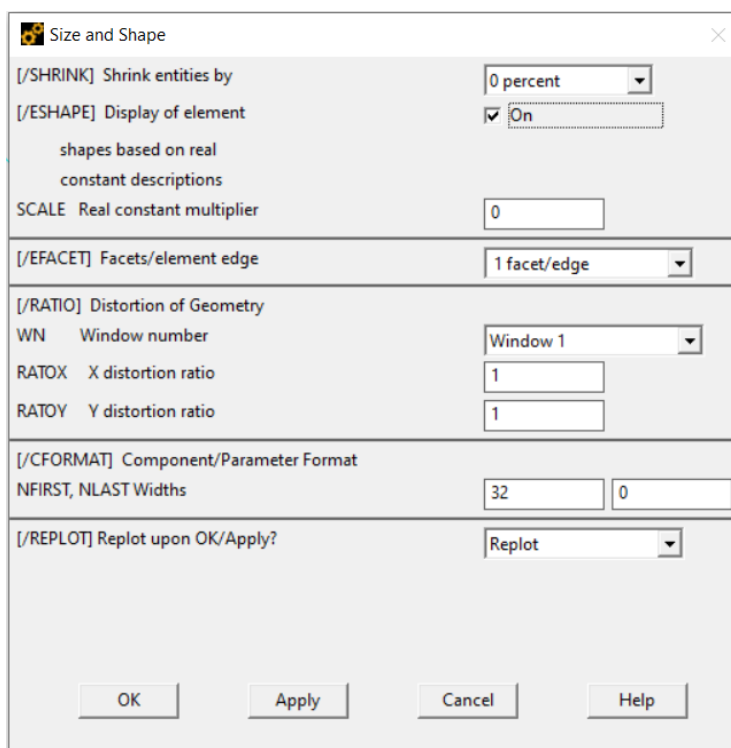 Size and Shape
[/SHRINK] Shrink entities by 0 percent
[/ESHAPE] Display of element On
shapes based on real
constant descriptions
SCALE Real constant multiplier 0
[/EFACET] Facets/element edge 1 facet/edge
[/RATIO] Distortion of Geometry
WN Window number Window 1
RATOX X distortion ratio 1
RATOY Y distortion ratio 1
[/CFORMAT] Component/Parameter Format
NFIRST, NLAST Widths 32 0
[/REPLOT] Replot upon OK/Apply? Replot
OK Apply Cancel Help